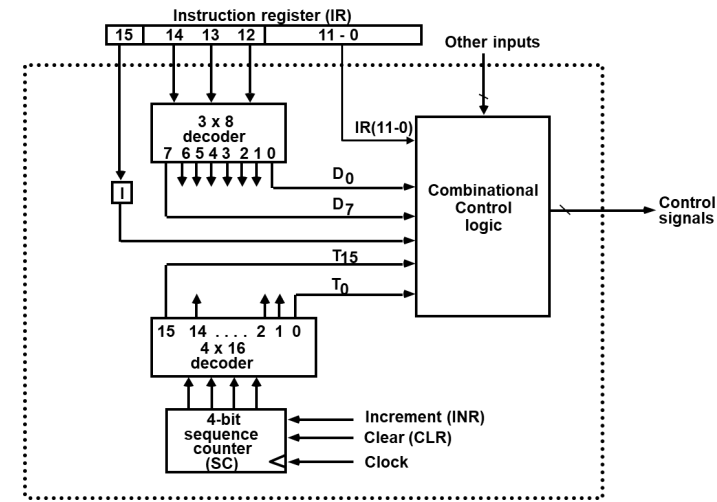 Instruction register (IR)
15 14 13 12 11 - 0
Other inputs
3 x 8
decoder
7 6 5 4 3 2 1 0
IR(11-0)
D0
I
D7
Combinational
Control
logic
Control
signals
T15
T0
15 14 . . . . 2 1 0
4 x 16
decoder
4-bit
sequence
counter
(SC)
Increment (INR)
Clear (CLR)
Clock